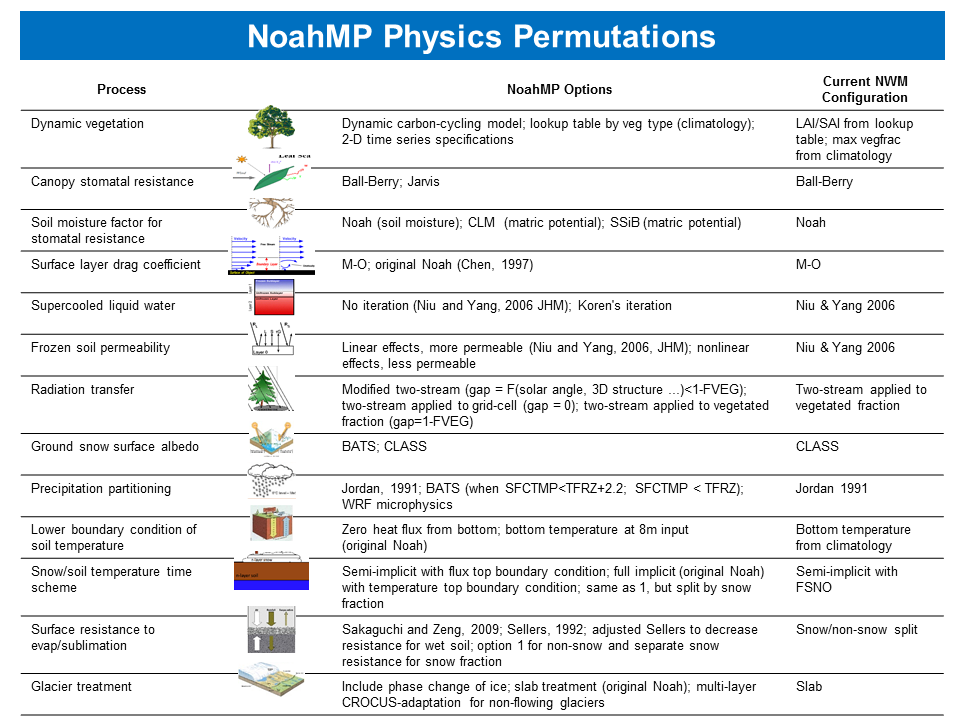 NoahMP Physics Permutations
Process
NoahMP Options
Current NWM
Configuration
Dynamic vegetation
Dynamic carbon-cycling model; lookup table by veg type (climatology);
2-D time series specifications
LAI/SAI from lookup
table; max vegfrac
from climatology
Canopy stomatal resistance
Ball-Berry; Jarvis
Ball-Berry
Soil moisture factor for
stomatal resistance
Noah (soil moisture); CLM (matric potential); SSiB (matric potential)
Noah
Velocity
Velocity
Surface layer drag coefficient
M-O; original Noah (Chen, 1997)
M-O
Supercooled liquid water
No iteration (Niu and Yang, 2006 JHM); Koren's iteration
Niu & Yang 2006
Frozen soil permeability
Layer 0
Linear effects, more permeable (Niu and Yang, 2006, JHM); nonlinear
effects, less permeable
Niu & Yang 2006
Radiation transfer
Modified two-stream (gap = F(solar angle, 3D structure ...)<1-FVEG);
two-stream applied to grid-cell (gap = 0); two-stream applied to vegetated
fraction (gap=1-FVEG)
Two-stream applied to
vegetated fraction
Ground snow surface albedo
BATS; CLASS
CLASS
Precipitation partitioning
Jordan, 1991; BATS (when SFCTMP<TFRZ+2.2; SFCTMP < TFRZ);
WRF microphysics
Jordan 1991
Lower boundary condition of
soil temperature
Zero heat flux from bottom; bottom temperature at 8m input
(original Noah)
Bottom temperature
from climatology
Snow/soil temperature time
scheme
Semi-implicit with flux top boundary condition; full implicit (original Noah)
with temperature top boundary condition; same as 1, but split by snow
fraction
Semi-implicit with
FSNO
Surface resistance to
evap/sublimation
Sakaguchi and Zeng, 2009; Sellers, 1992; adjusted Sellers to decrease
resistance for wet soil; option 1 for non-snow and separate snow
resistance for snow fraction
Snow/non-snow split
Glacier treatment
Include phase change of ice; slab treatment (original Noah); multi-layer
CROCUS-adaptation for non-flowing glaciers
Slab